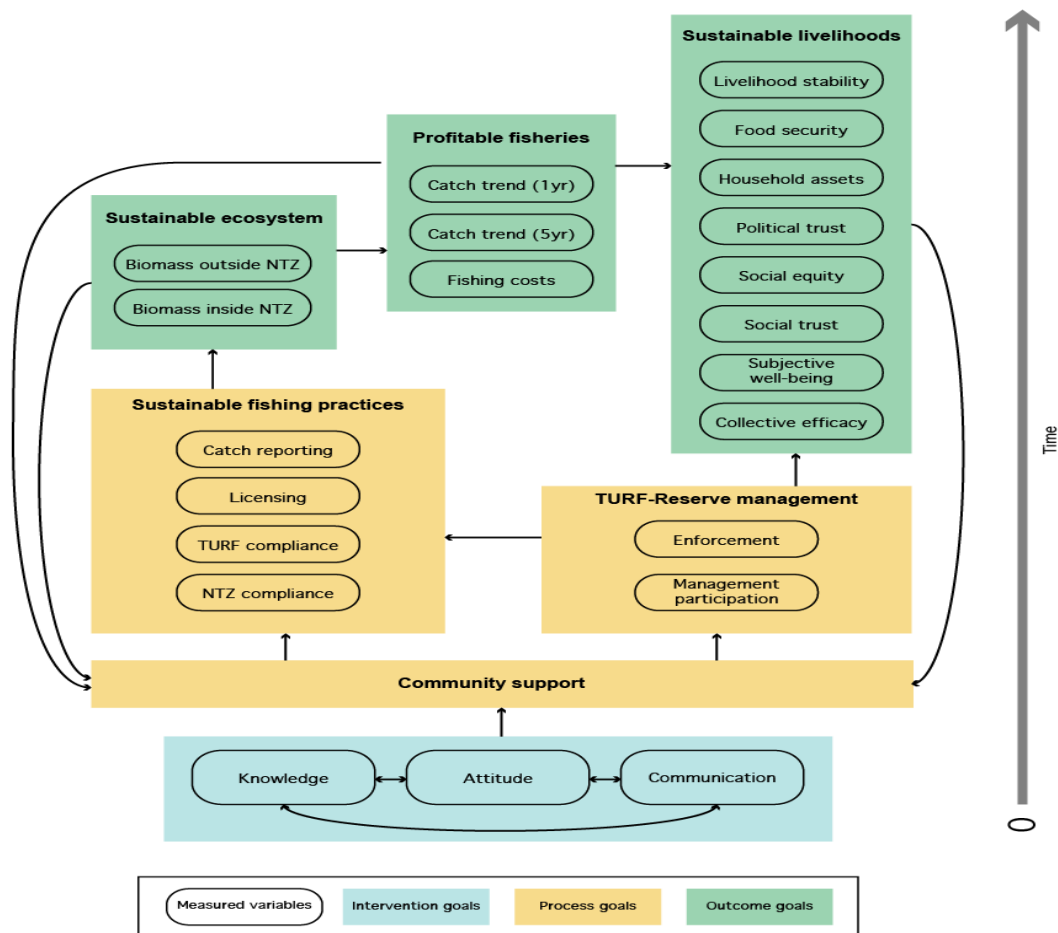 Sustainable livelihoods
Livelihood stability
Food security
Household assets
Political trust
Social equity
Social trust
Subjective
well-being
Collective efficacy
Profitable fisheries
Catch trend (1yr)
Catch trend (5yr)
Fishing costs
Sustainable ecosystem
Biomass outside NTZ
Biomass inside NTZ
Sustainable fishing practices
Catch reporting
Licensing
TURF compliance
NTZ compliance
TURF-Reserve management
Enforcement
Management
participation
Community support
Knowledge
Attitude
Communication
Time
0
Measured variables
Intervention goals
Process goals
Outcome goals